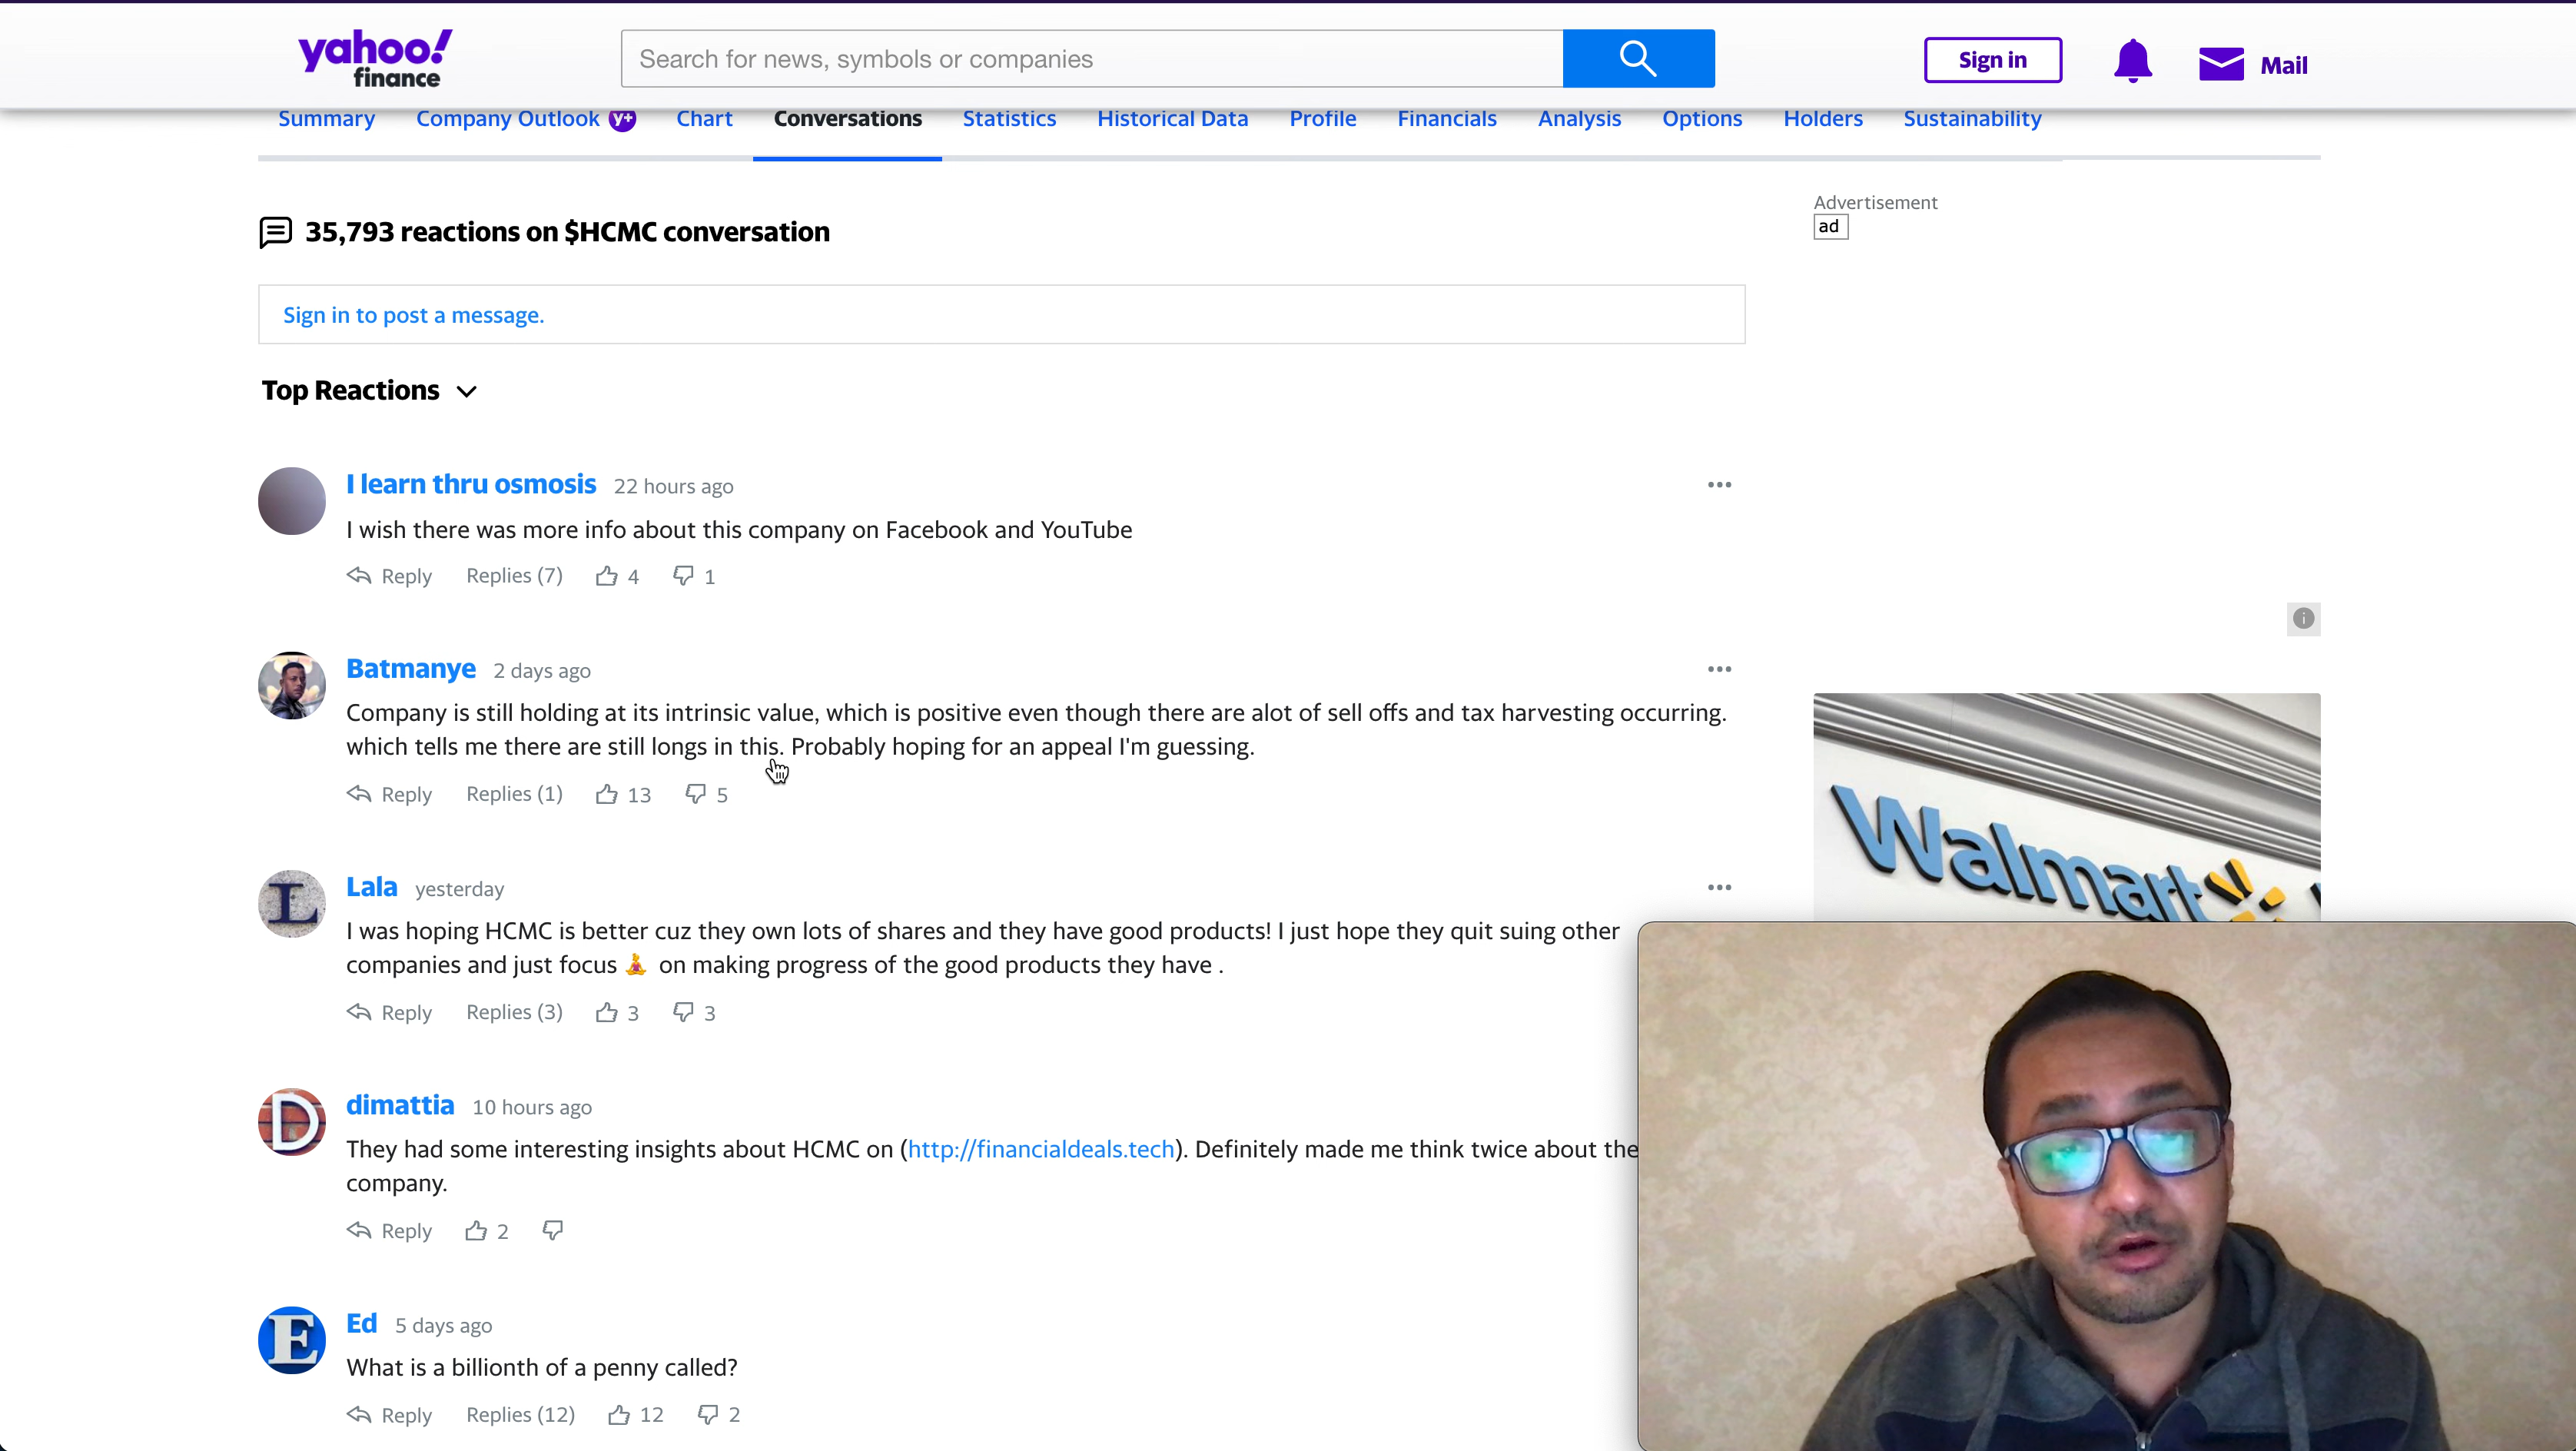 yahoo!
finance
Search for news, symbols or companies
Sign in
Mail
Summary Company Outlook y+ Chart Conversations Statistics Historical Data Profile Financials Analysis Options Holders Sustainability
35,793 reactions on $HCMC conversation
Advertisement
ad
Sign in to post a message.
Top Reactions
I learn thru osmosis 22 hours ago
I wish there was more info about this company on Facebook and YouTube
Reply Replies (7) 4 1
Batmanye 2 days ago
Company is still holding at its intrinsic value, which is positive even though there are alot of sell offs and tax harvesting occurring.
which tells me there are still longs in this. Probably hoping for an appeal I'm guessing.
Reply Replies (1) 13 5
Walmart
L
Lala yesterday
I was hoping HCMC is better cuz they own lots of shares and they have good products! I just hope they quit suing other
companies and just focus 🧘 on making progress of the good products they have .
Reply Replies (3) 3 3
D
dimattia 10 hours ago
They had some interesting insights about HCMC on (http://financialdeals.tech). Definitely made me think twice about the
company.
Reply 2
E
Ed 5 days ago
What is a billionth of a penny called?
Reply Replies (12) 12 2